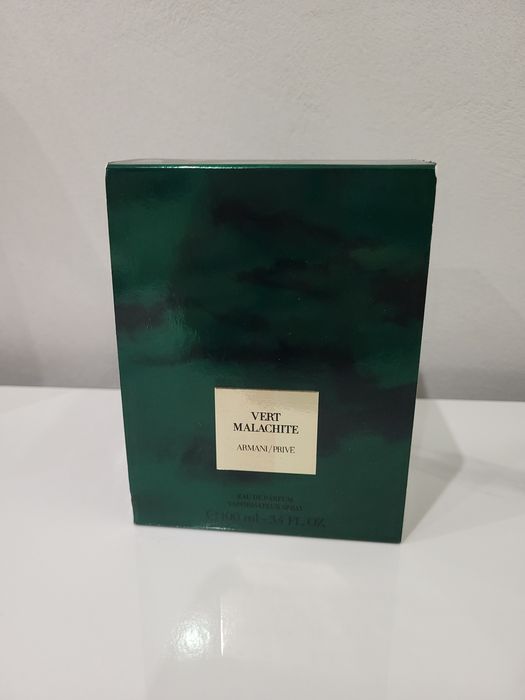 VERT
MALACHITE
ARMANI/PRIVÉ
EAU DE PARFUM
VAPORISATEUR SPRAY
℮ 100 ml - 3.4 FL. OZ